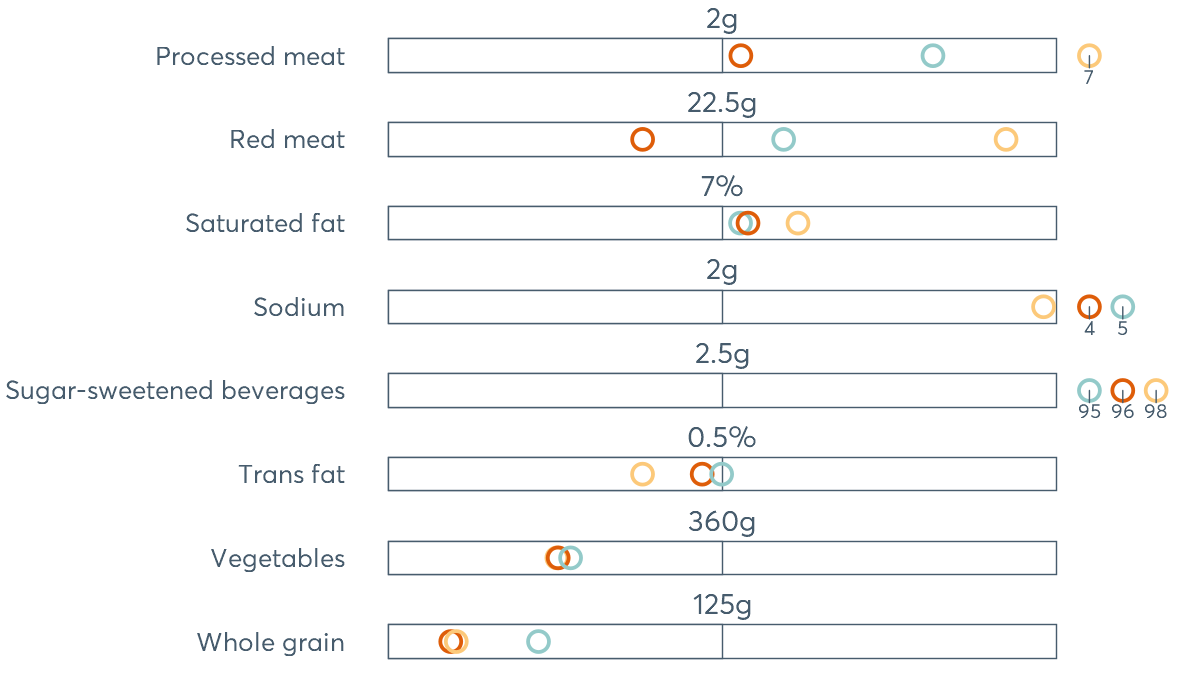 2g
Processed meat
7
22.5g
Red meat
7%
Saturated fat
2g
Sodium
4 5
2.5g
Sugar-sweetened beverages
95 96 98
0.5%
Trans fat
360g
Vegetables
125g
Whole grain